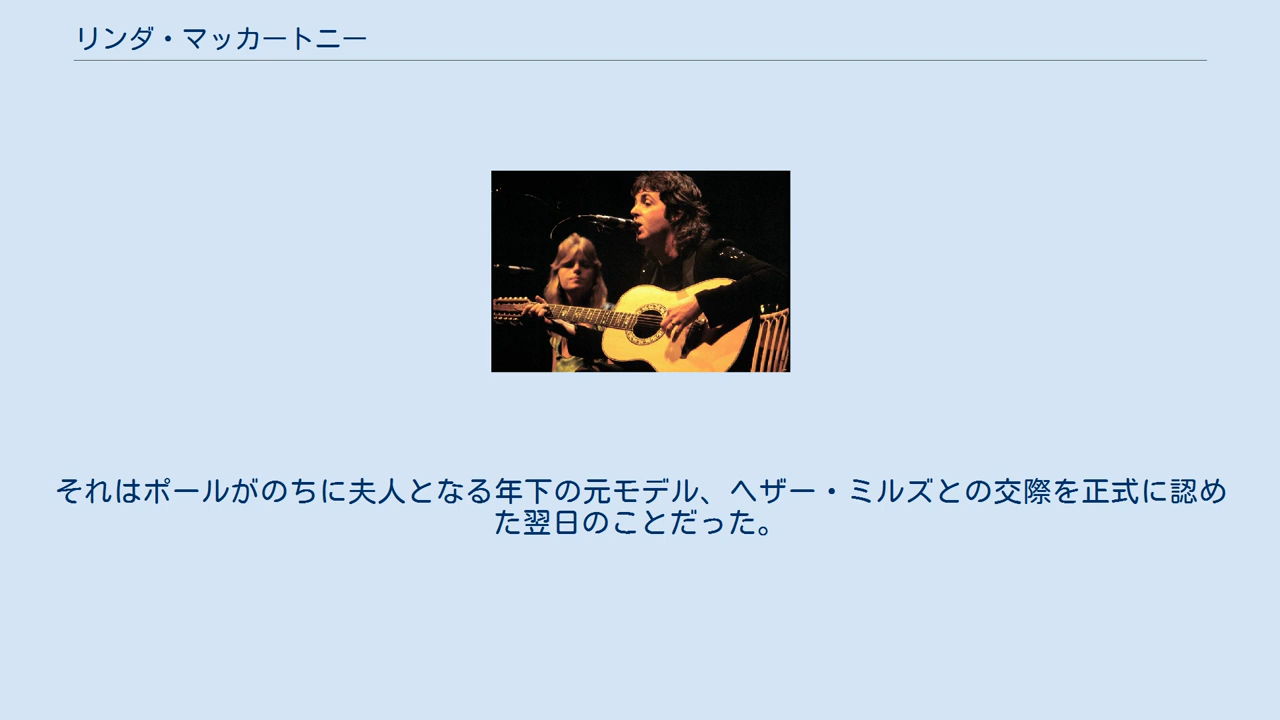 リンダ・マッカートニー
それはポールがのちに夫人となる年下の元モデル、ヘザー・ミルズとの交際を正式に認め
た翌日のことだった。